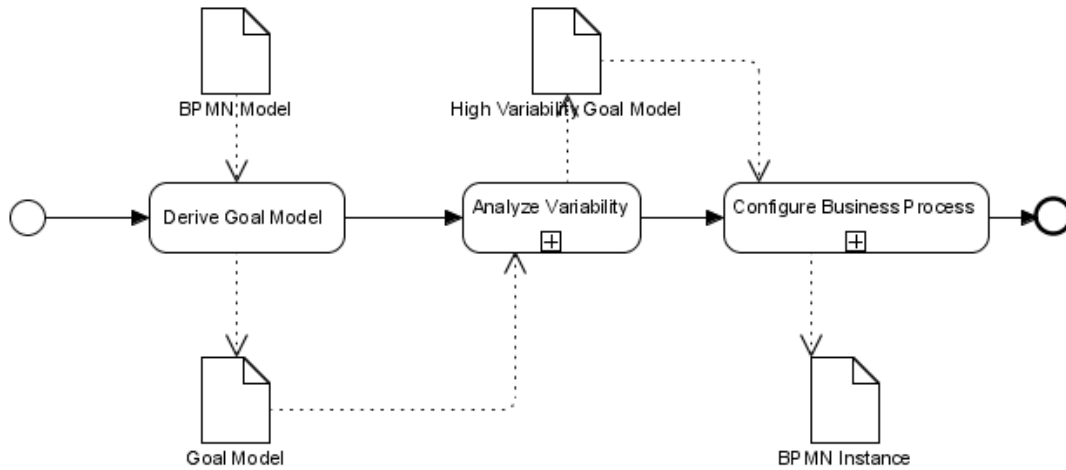 BPMN Model
High Variability Goal Model
Derive Goal Model
Analyze Variability
Configure Business Process
Goal Model
BPMN Instance